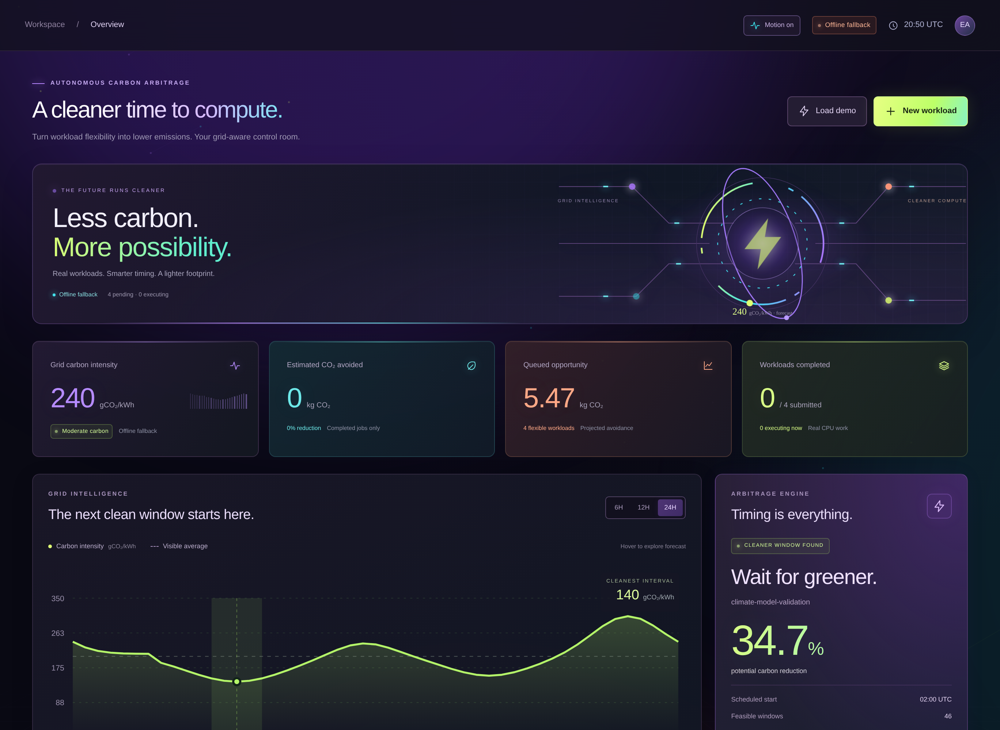 Workspace / Overview
Motion on
Offline fallback
20:50 UTC
EA
AUTONOMOUS CARBON ARBITRAGE
A cleaner time to compute.
Turn workload flexibility into lower emissions. Your grid-aware control room.
Load demo
New workload
THE FUTURE RUNS CLEANER
Less carbon.
More possibility.
Real workloads. Smarter timing. A lighter footprint.
Offline fallback 4 pending · 0 executing
GRID INTELLIGENCE
CLEANER COMPUTE
240 gCO₂/kWh · forecast
Grid carbon intensity
240 gCO₂/kWh
Moderate carbon Offline fallback
Estimated CO₂ avoided
0 kg CO₂
0% reduction Completed jobs only
Queued opportunity
5.47 kg CO₂
4 flexible workloads Projected avoidance
Workloads completed
0 / 4 submitted
0 executing now Real CPU work
GRID INTELLIGENCE
The next clean window starts here.
6H 12H 24H
Carbon intensity gCO₂/kWh --- Visible average
Hover to explore forecast
CLEANEST INTERVAL
140 gCO₂/kWh
350
263
175
88
ARBITRAGE ENGINE
Timing is everything.
CLEANER WINDOW FOUND
Wait for greener.
climate-model-validation
34.7%
potential carbon reduction
Scheduled start 02:00 UTC
Feasible windows 46